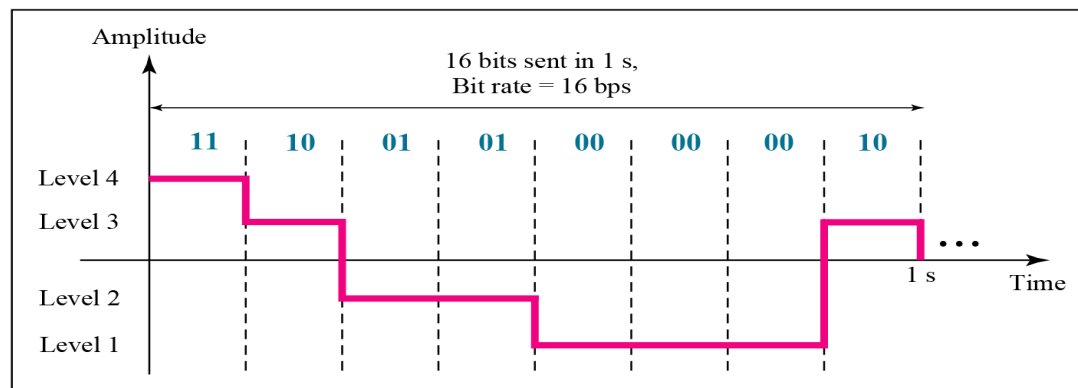 Amplitude
16 bits sent in 1 s,
Bit rate = 16 bps
11 10 01 01 00 00 00 10
Level 4
Level 3
...
1 s
Time
Level 2
Level 1